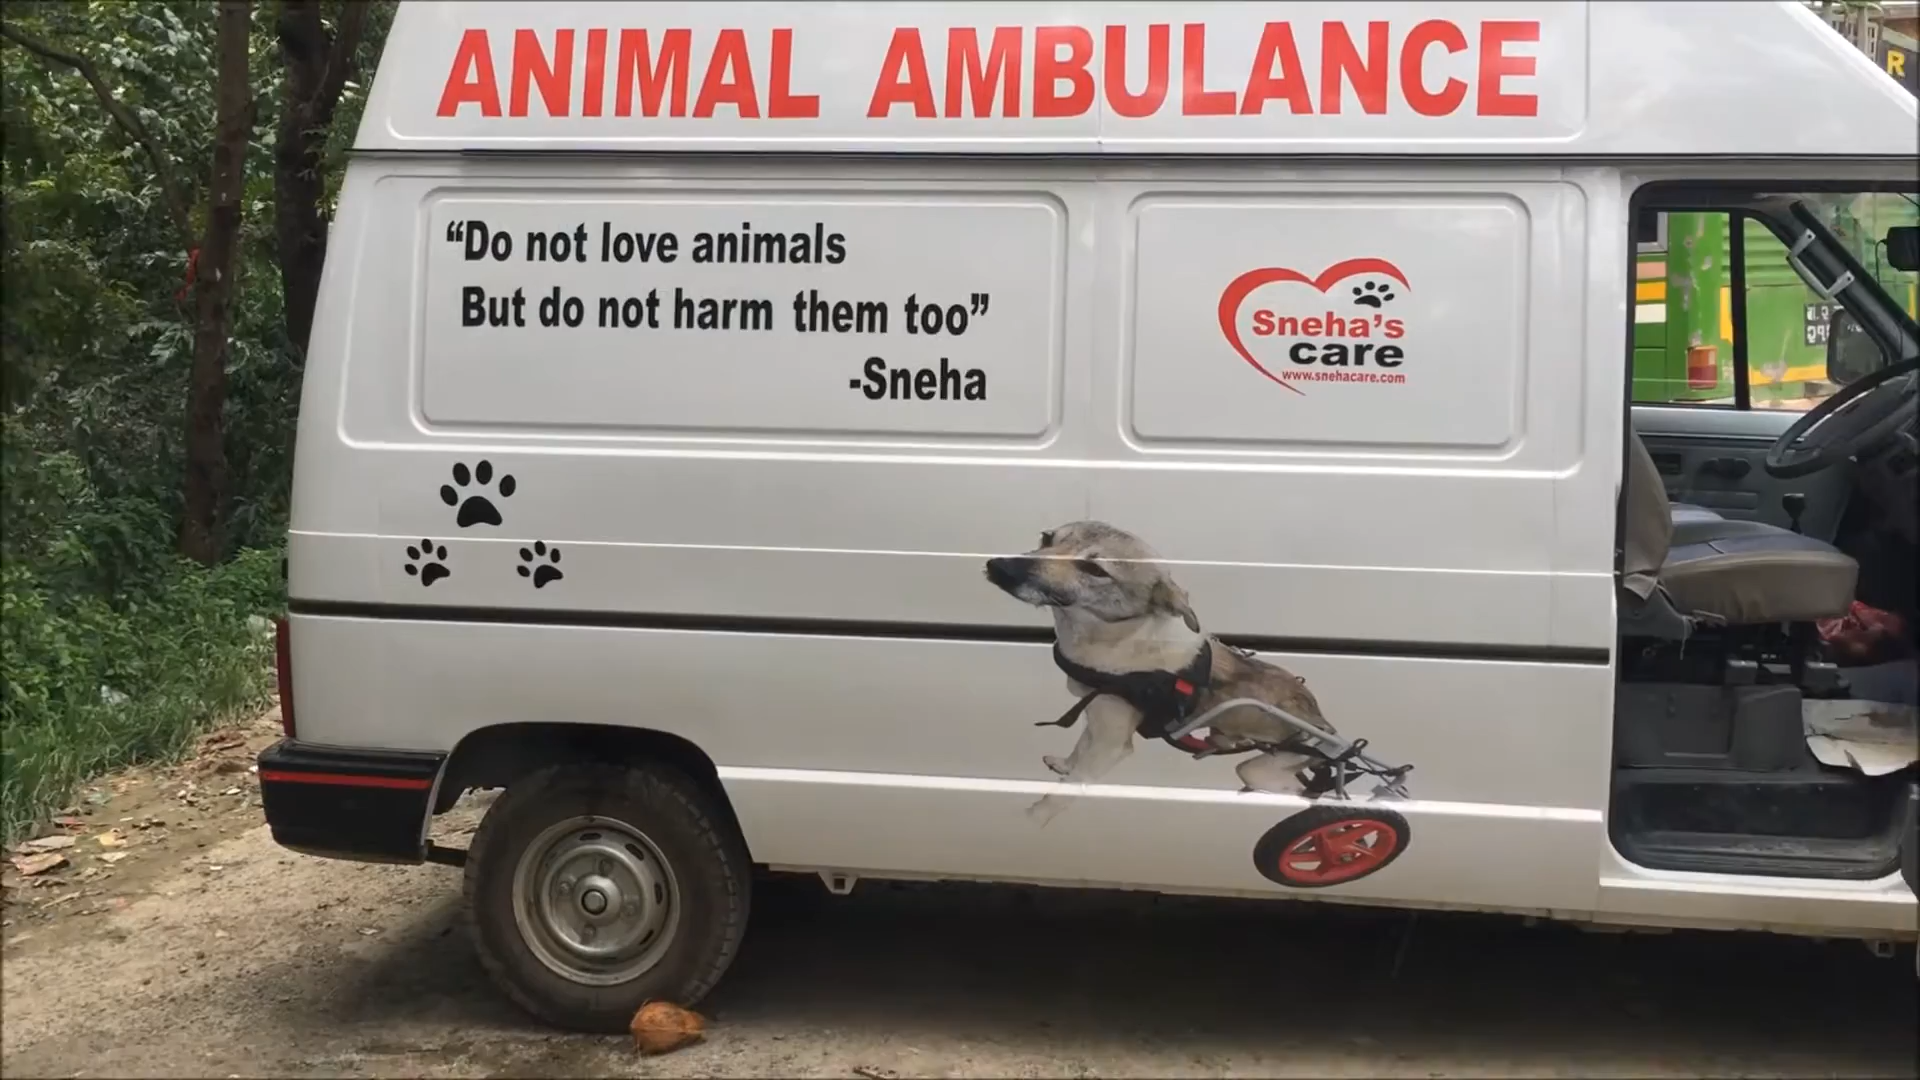 ANIMAL AMBULANCE
“Do not love animals
But do not harm them too”
-Sneha
Sneha's
care
www.snehacare.com
R